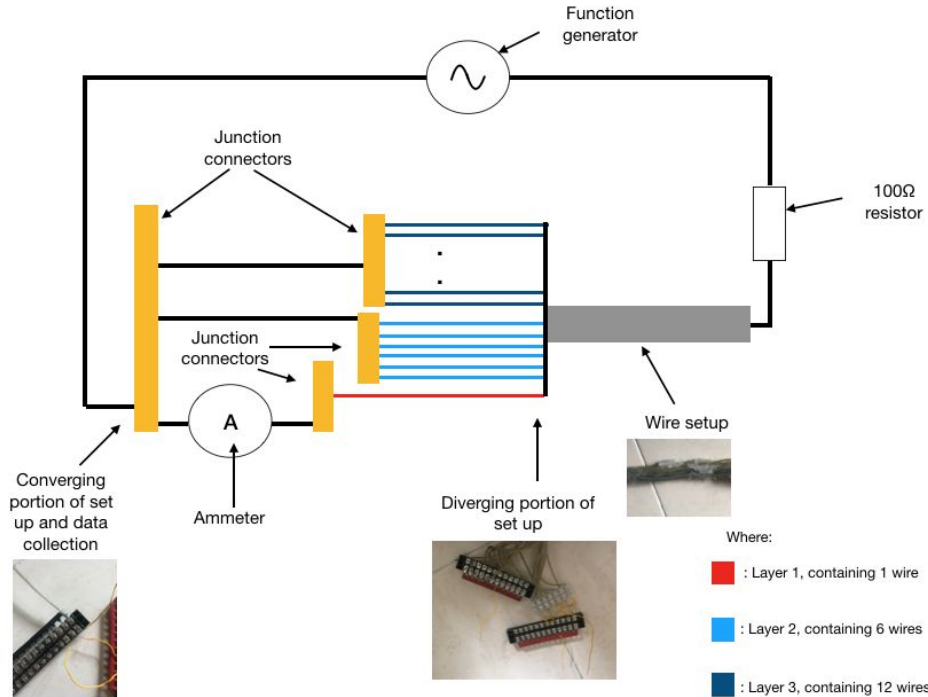 Function
generator
Junction
connectors
100Ω
resistor
Junction
connectors
A
Wire setup
Converging
portion of set
up and data
collection
Ammeter
Diverging portion of
set up
Where:
: Layer 1, containing 1 wire
: Layer 2, containing 6 wires
: Layer 3, containing 12 wires